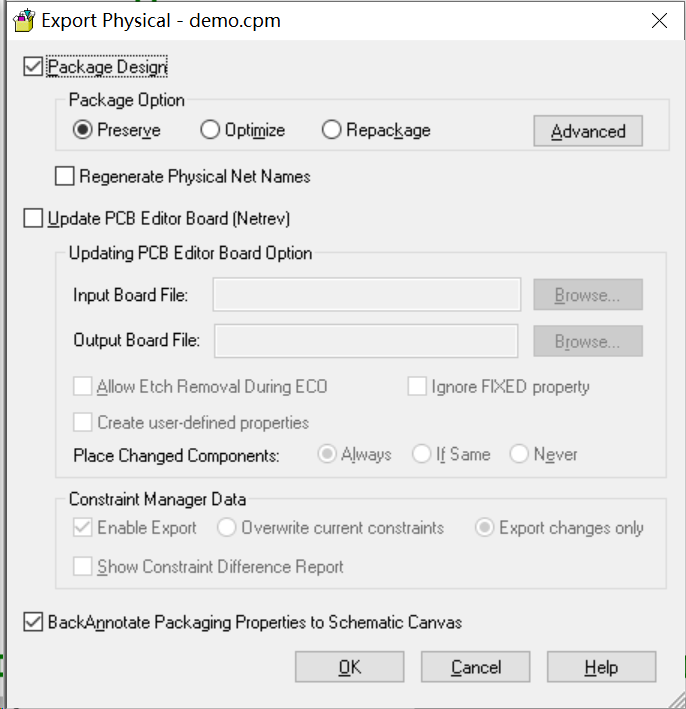 Export Physical - demo.cpm
Package Design
Package Option
Preserve Optimize Repackage Advanced
Regenerate Physical Net Names
Update PCB Editor Board (Netrev)
Updating PCB Editor Board Option
Input Board File: Browse...
Output Board File: Browse...
Allow Etch Removal During ECO Ignore FIXED property
Create user-defined properties
Place Changed Components: Always If Same Never
Constraint Manager Data
Enable Export Overwrite current constraints Export changes only
Show Constraint Difference Report
BackAnnotate Packaging Properties to Schematic Canvas
OK Cancel Help